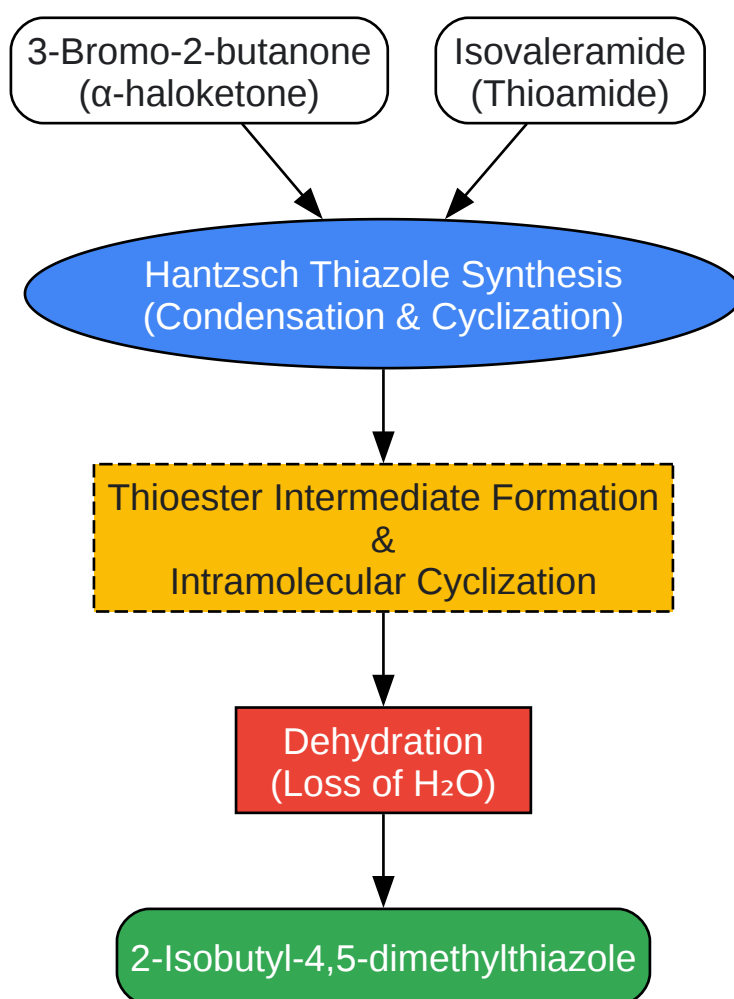 3-Bromo-2-butanone
(α-haloketone)
Isovaleramide
(Thioamide)
Hantzsch Thiazole Synthesis
(Condensation & Cyclization)
Thioester Intermediate Formation
&
Intramolecular Cyclization
Dehydration
(Loss of H₂O)
2-Isobutyl-4,5-dimethylthiazole